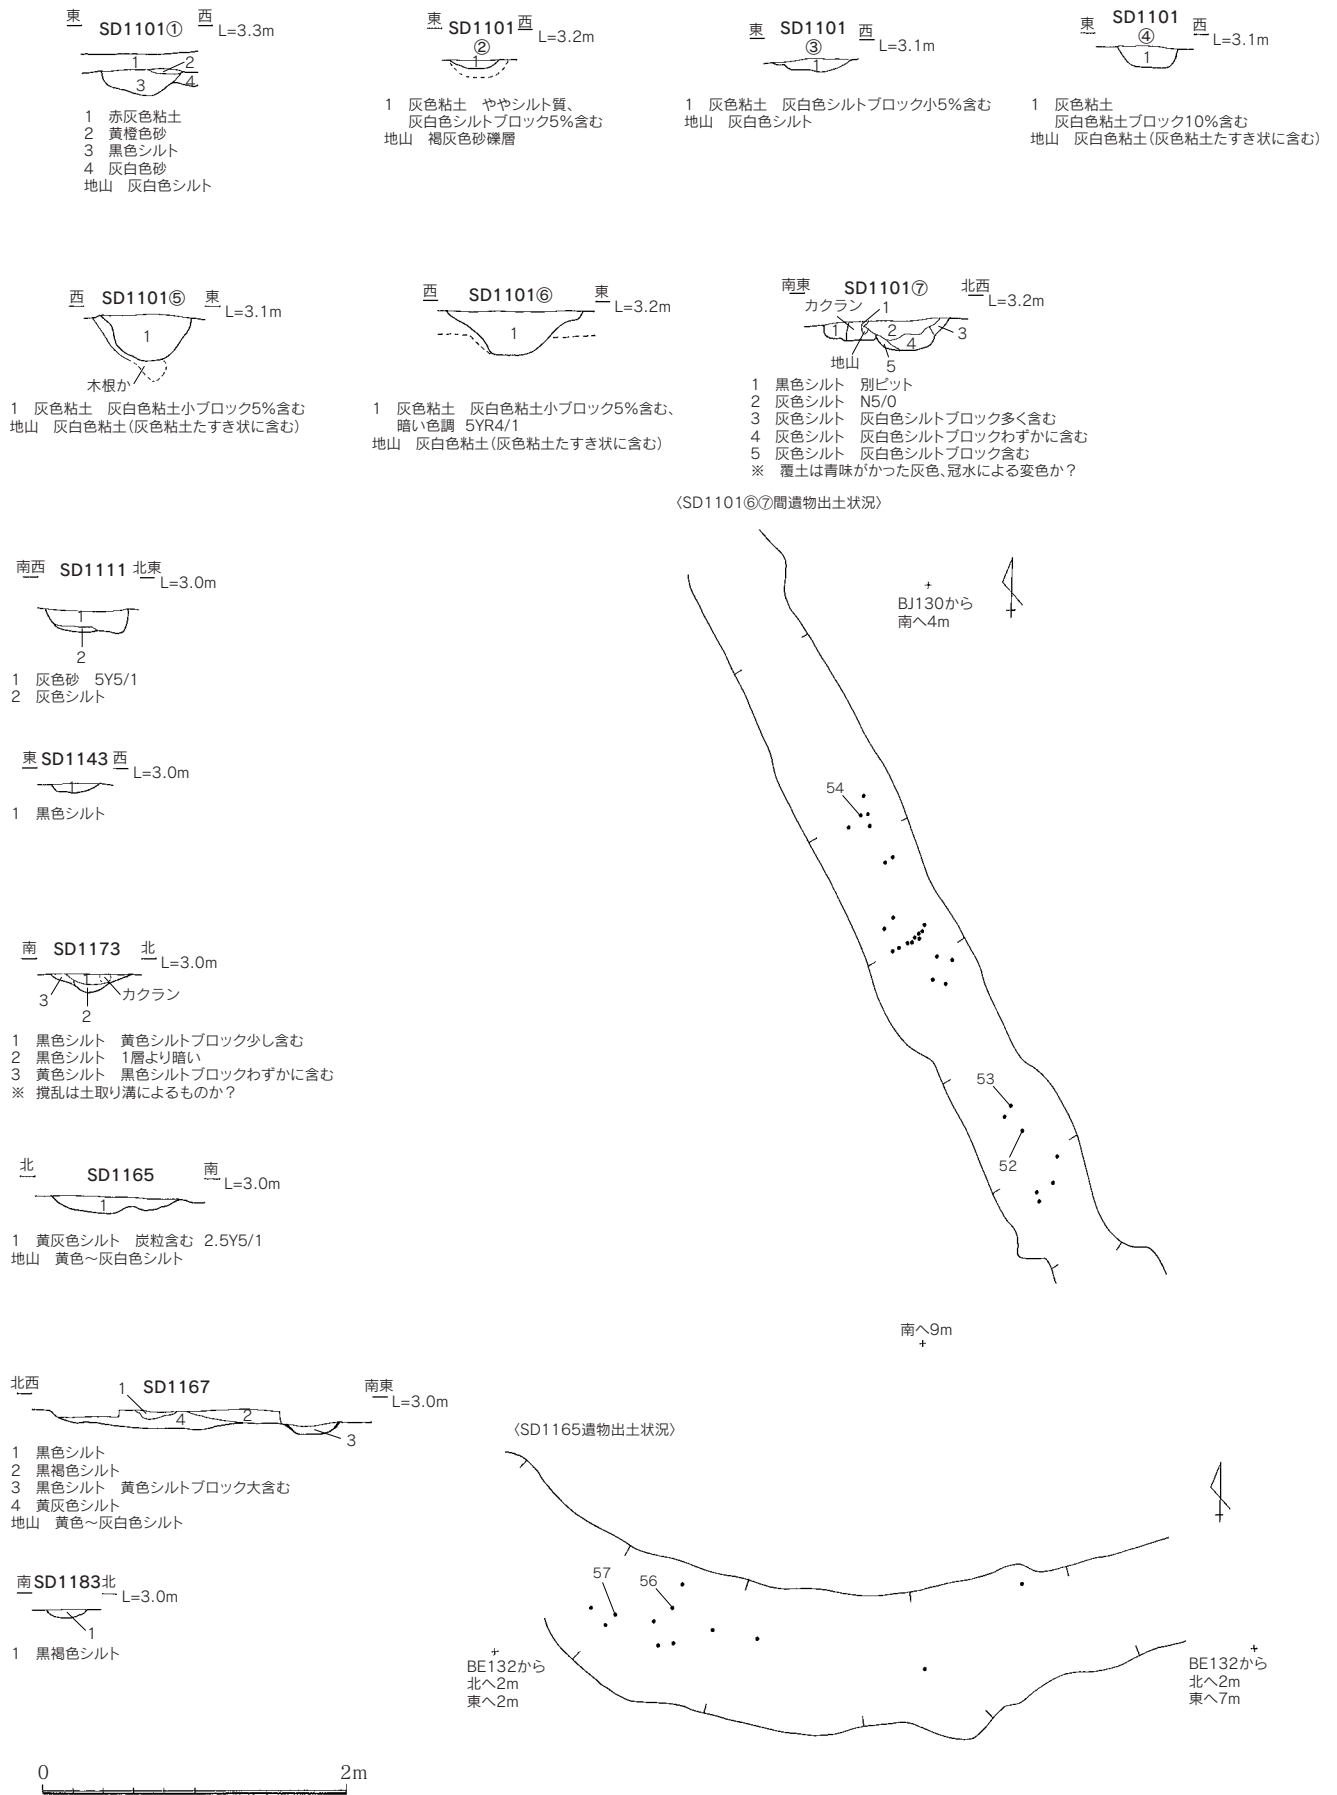 東 SD1101① 西 L=3.3m
1 2
3 4
1　赤灰色粘土
2　黄橙色砂
3　黒色シルト
4　灰白色砂
地山　灰白色シルト
東 SD1101 西 L=3.2m
②
1
1　灰色粘土　ややシルト質、
灰白色シルトブロック5%含む
地山　褐灰色砂礫層
東 SD1101 西 L=3.1m
③
1
1　灰色粘土　灰白色シルトブロック小5%含む
地山　灰白色シルト
東 SD1101 西 L=3.1m
④
1
1　灰色粘土
灰白色粘土ブロック10%含む
地山　灰白色粘土(灰色粘土たすき状に含む)
西 SD1101⑤ 東 L=3.1m
1
木根か
1　灰色粘土　灰白色粘土小ブロック5%含む
地山　灰白色粘土(灰色粘土たすき状に含む)
西 SD1101⑥ 東 L=3.2m
1
1　灰色粘土　灰白色粘土小ブロック5%含む、
暗い色調　5YR4/1
地山　灰白色粘土(灰色粘土たすき状に含む)
南東 SD1101⑦ 北西 L=3.2m
カクラン 1
1 2 3
4
地山 5
1　黒色シルト　別ピット
2　灰色シルト　N5/0
3　灰色シルト　灰白色シルトブロック多く含む
4　灰色シルト　灰白色シルトブロックわずかに含む
5　灰色シルト　灰白色シルトブロック含む
※　覆土は青味がかった灰色、冠水による変色か？
〈SD1101⑥⑦間遺物出土状況〉
BJ130から
南へ4m
54
53
52
南へ9m
南西 SD1111 北東 L=3.0m
1
2
1　灰色砂　5Y5/1
2　灰色シルト
東 SD1143 西 L=3.0m
1
1　黒色シルト
南 SD1173 北 L=3.0m
1
3 カクラン
2
1　黒色シルト　黄色シルトブロック少し含む
2　黒色シルト　1層より暗い
3　黄色シルト　黒色シルトブロックわずかに含む
※　撹乱は土取り溝によるものか？
北 SD1165 南 L=3.0m
1
1　黄灰色シルト　炭粒含む　2.5Y5/1
地山　黄色～灰白色シルト
北西 SD1167 南東 L=3.0m
1
4 2
3
1　黒色シルト
2　黒褐色シルト
3　黒色シルト　黄色シルトブロック大含む
4　黄灰色シルト
地山　黄色～灰白色シルト
南 SD1183 北 L=3.0m
1
1　黒褐色シルト
〈SD1165遺物出土状況〉
57 56
BE132から
北へ2m
東へ2m
BE132から
北へ2m
東へ7m
0 2m